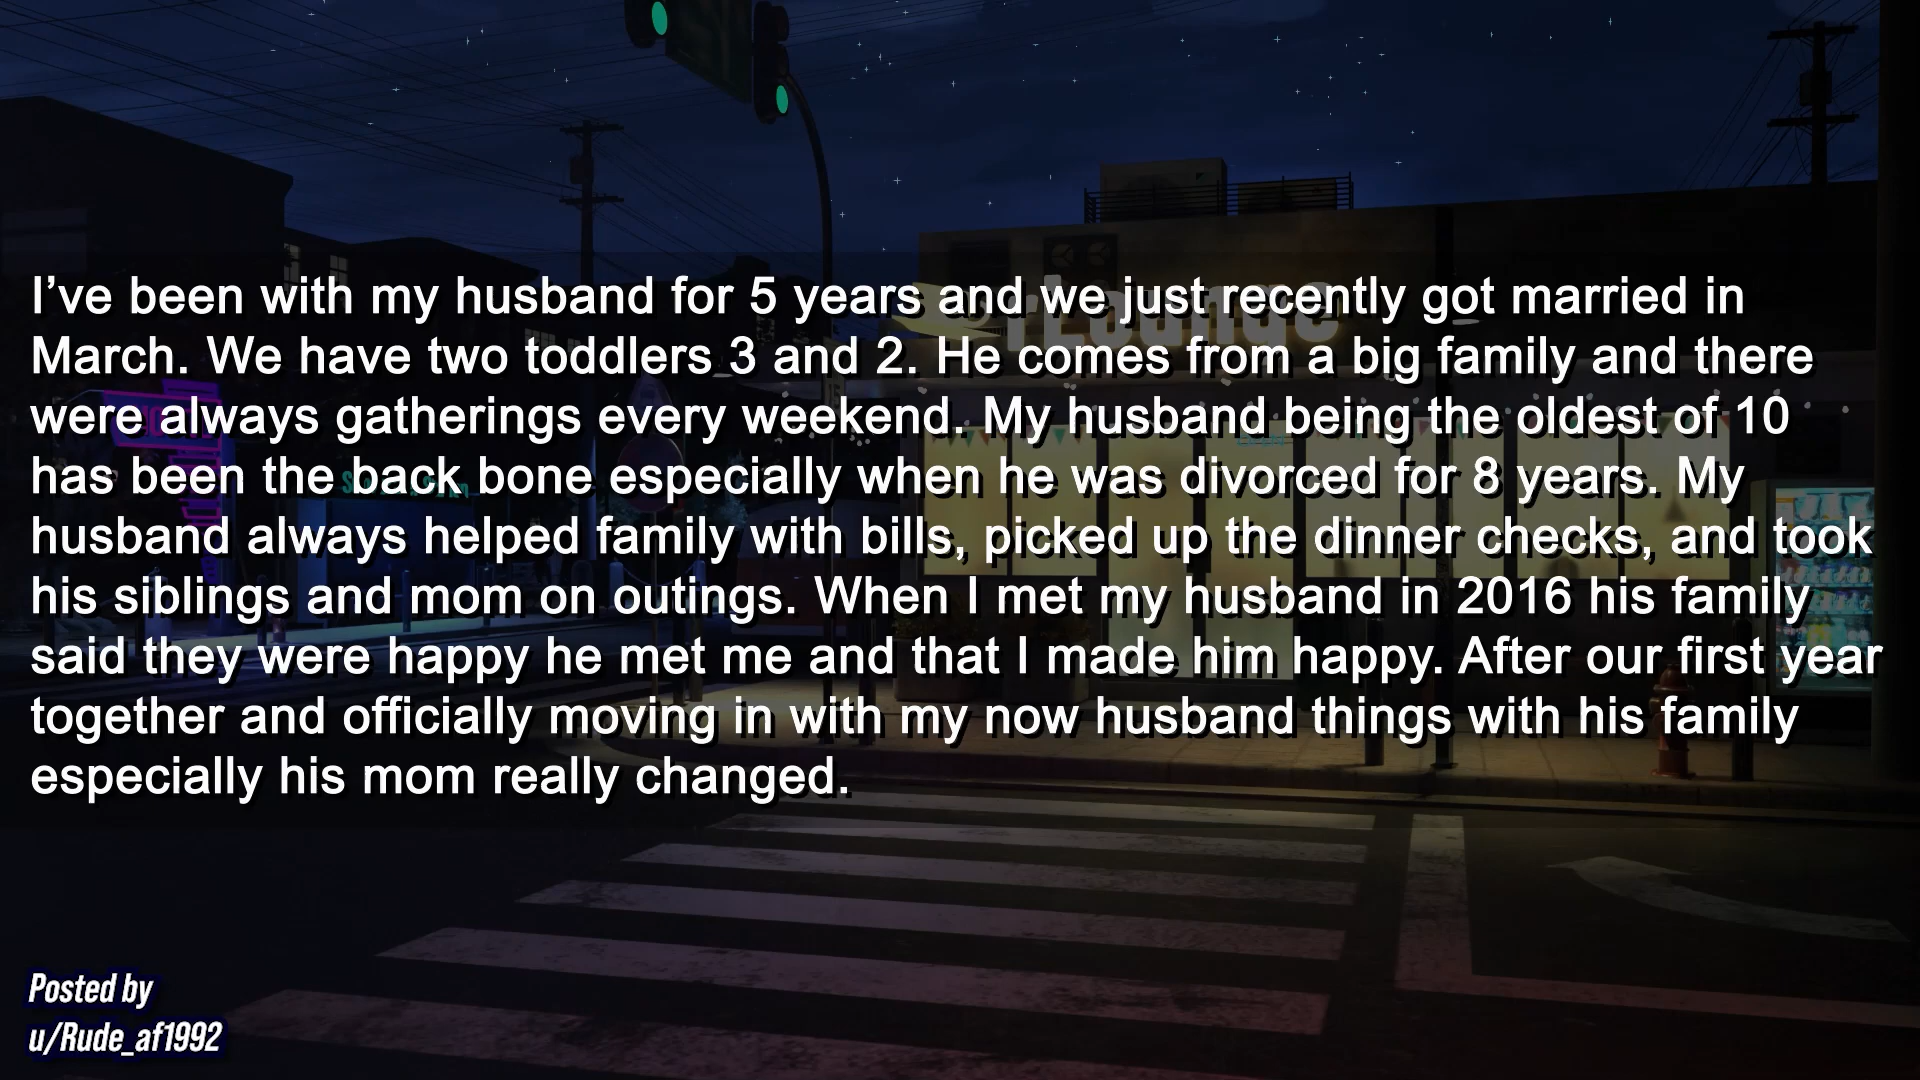 I’ve been with my husband for 5 years and we just recently got married in
March. We have two toddlers 3 and 2. He comes from a big family and there
were always gatherings every weekend. My husband being the oldest of 10
has been the back bone especially when he was divorced for 8 years. My
husband always helped family with bills, picked up the dinner checks, and took
his siblings and mom on outings. When I met my husband in 2016 his family
said they were happy he met me and that I made him happy. After our first year
together and officially moving in with my now husband things with his family
especially his mom really changed.
Posted by
u/Rude_af1992